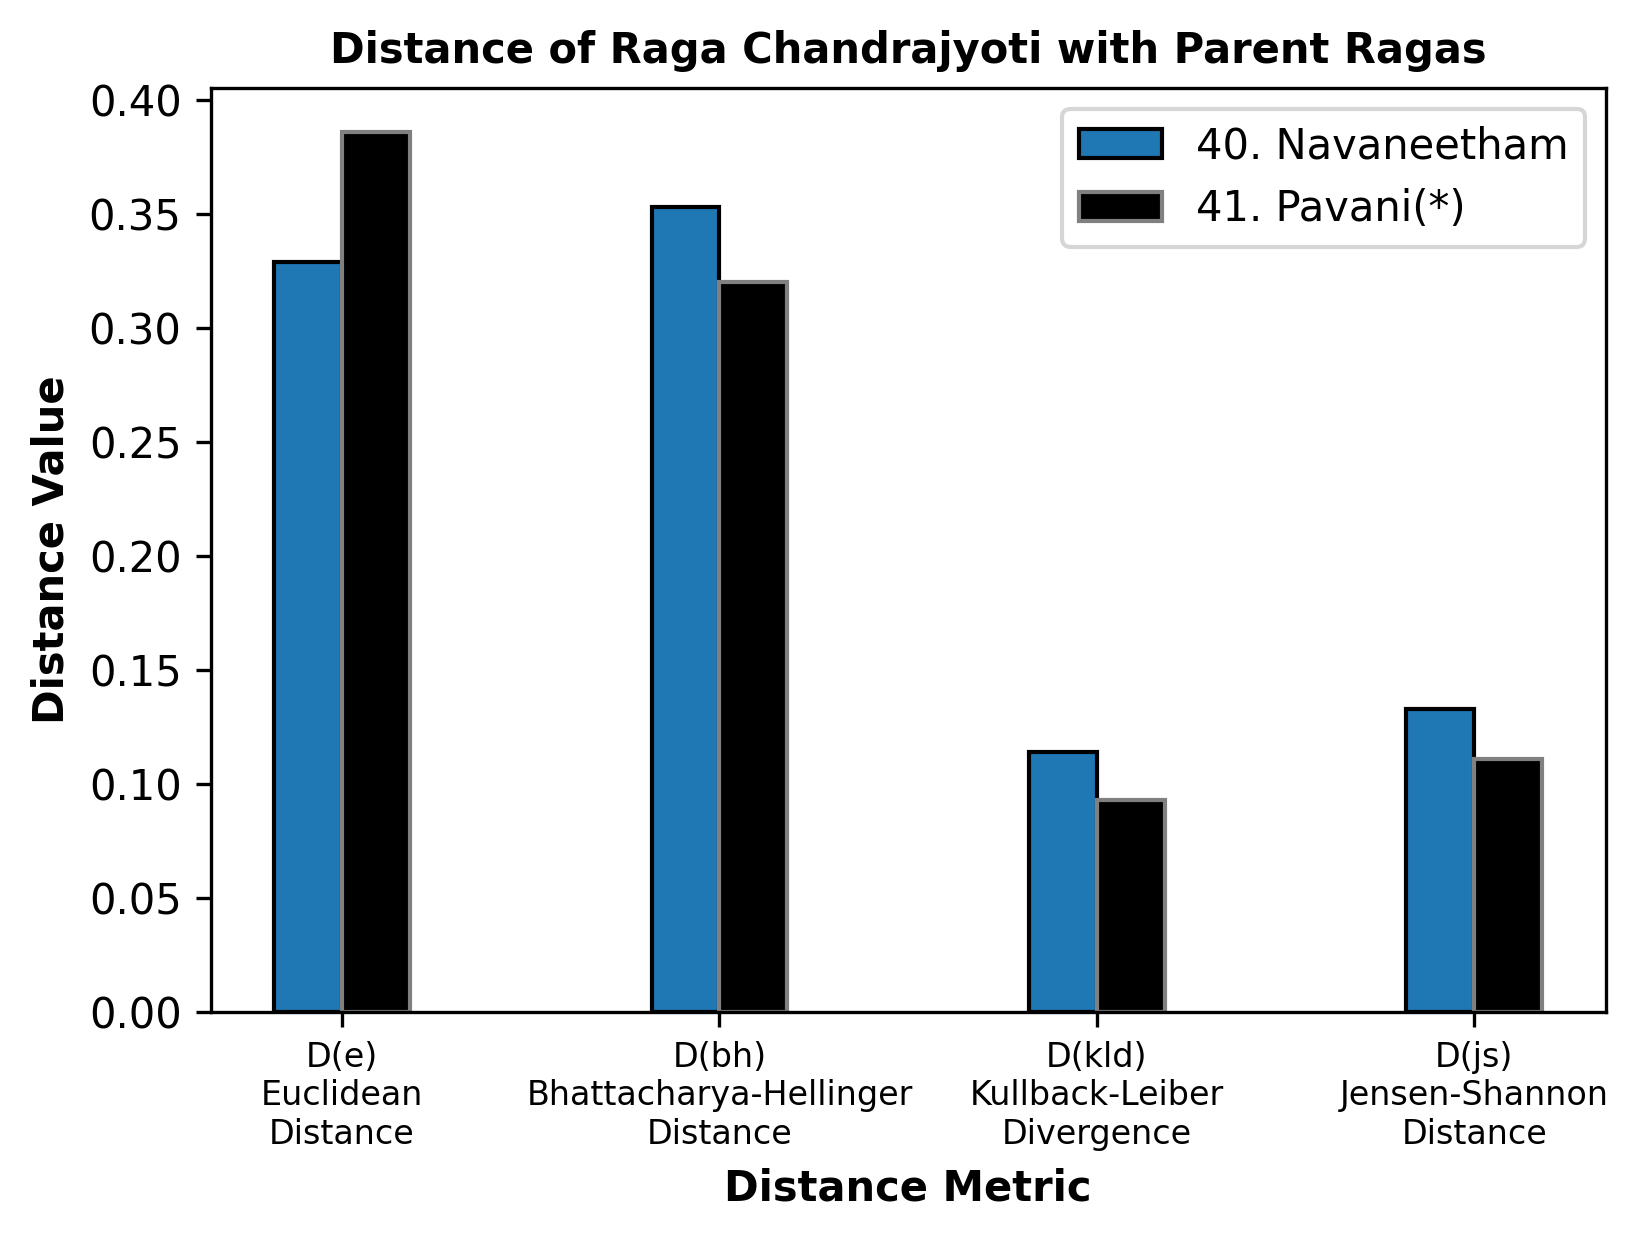 Distance of Raga Chandrajyoti with Parent Ragas
40. Navaneetham
41. Pavani(*)
Distance Value
0.40
0.35
0.30
0.25
0.20
0.15
0.10
0.05
0.00
D(e)
Euclidean
Distance
D(bh)
Bhattacharya-Hellinger
Distance
D(kld)
Kullback-Leiber
Divergence
D(js)
Jensen-Shannon
Distance
Distance Metric